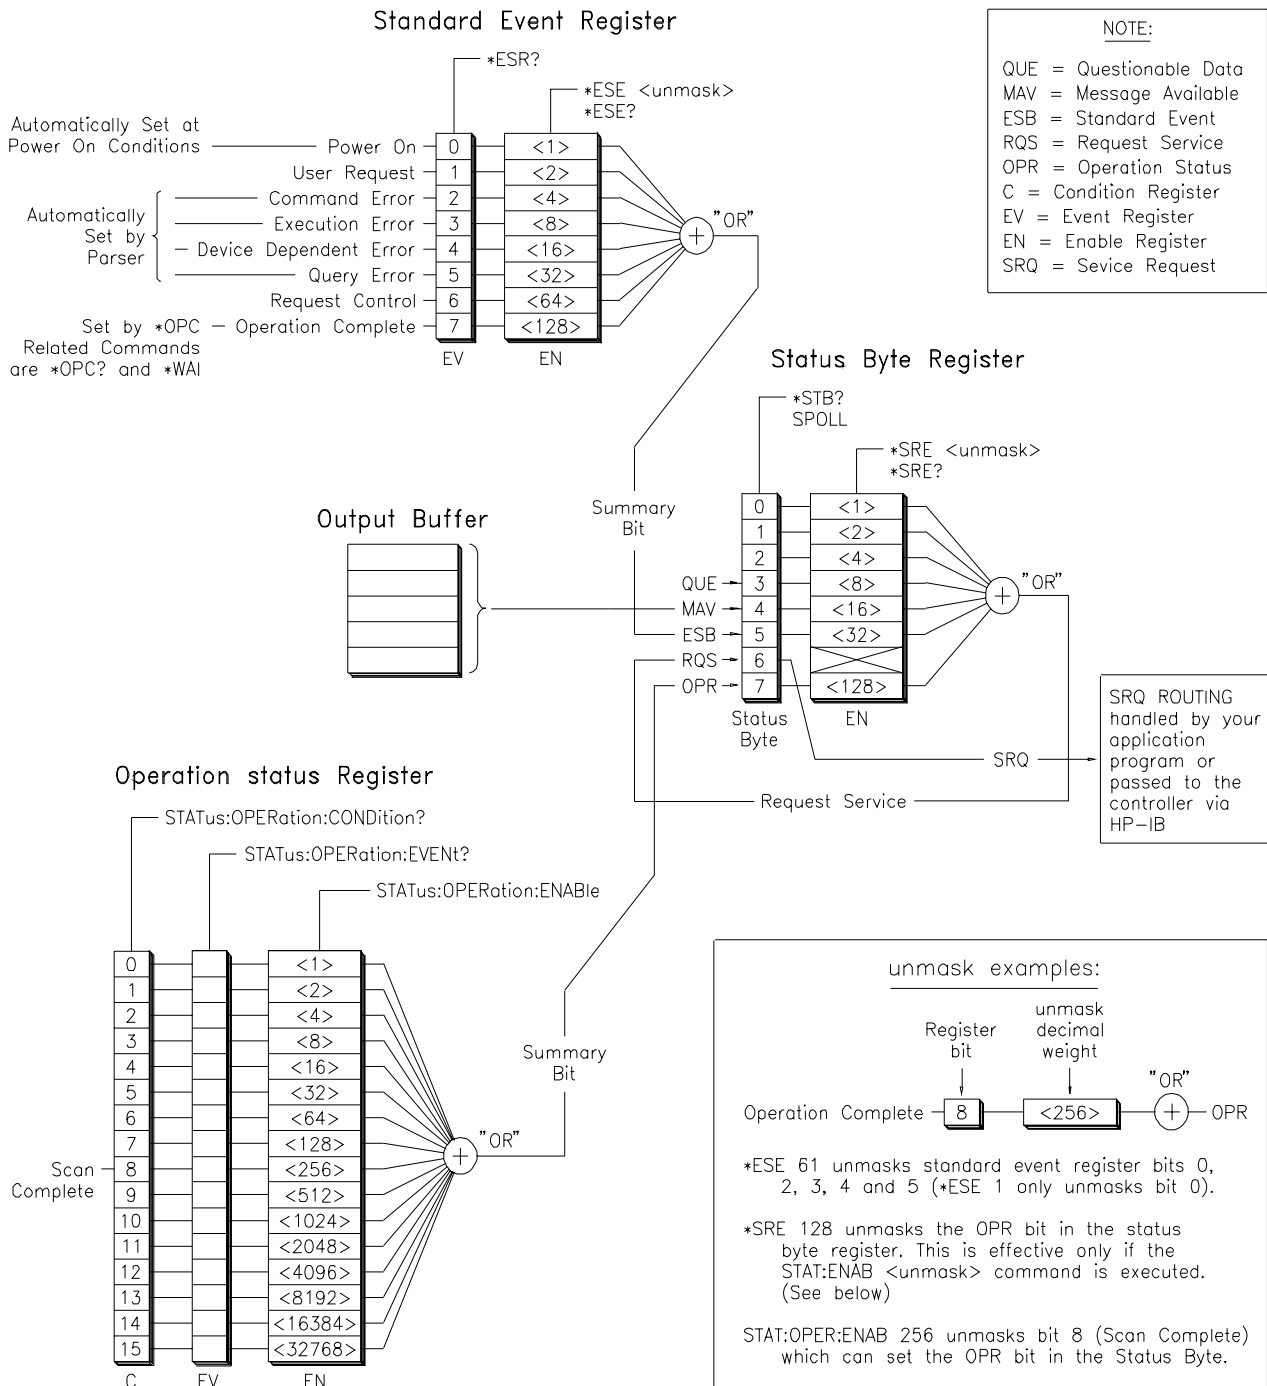 Standard Event Register
*ESR?
*ESE <unmask>
*ESE?
Automatically Set at
Power On Conditions
Power On 0 <1>
User Request 1 <2>
Command Error 2 <4>
Execution Error 3 <8>
Device Dependent Error 4 <16>
Query Error 5 <32>
Request Control 6 <64>
Operation Complete 7 <128>
Automatically
Set by
Parser
Set by *OPC
Related Commands
are *OPC? and *WAI
EV EN
"OR"
NOTE:
QUE = Questionable Data
MAV = Message Available
ESB = Standard Event
RQS = Request Service
OPR = Operation Status
C = Condition Register
EV = Event Register
EN = Enable Register
SRQ = Sevice Request
Status Byte Register
*STB?
SPOLL
*SRE <unmask>
*SRE?
Summary
Bit
Output Buffer
0 <1>
1 <2>
2 <4>
QUE 3 <8>
MAV 4 <16>
ESB 5 <32>
RQS 6
OPR 7 <128>
Status
Byte
EN
"OR"
SRQ
Request Service
SRQ ROUTING
handled by your
application
program or
passed to the
controller via
HP-IB
Operation status Register
STATus:OPERation:CONDition?
STATus:OPERation:EVENt?
STATus:OPERation:ENABle
0 <1>
1 <2>
2 <4>
3 <8>
4 <16>
5 <32>
6 <64>
7 <128>
8 <256>
9 <512>
10 <1024>
11 <2048>
12 <4096>
13 <8192>
14 <16384>
15 <32768>
Scan
Complete
C EV EN
"OR"
Summary
Bit
unmask examples:
Register
bit
unmask
decimal
weight
Operation Complete 8 <256> "OR" OPR
*ESE 61 unmasks standard event register bits 0,
2, 3, 4 and 5 (*ESE 1 only unmasks bit 0).
*SRE 128 unmasks the OPR bit in the status
byte register. This is effective only if the
STAT:ENAB <unmask> command is executed.
(See below)
STAT:OPER:ENAB 256 unmasks bit 8 (Scan Complete)
which can set the OPR bit in the Status Byte.